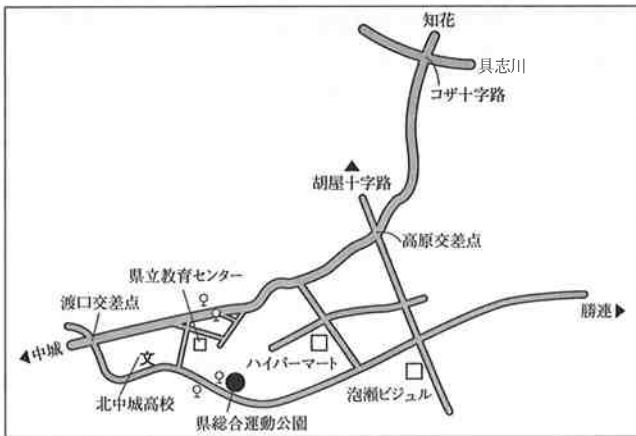 知花
具志川
コザ十字路
胡屋十字路
高原交差点
県立教育センター
渡口交差点
勝連
中城
文
ハイパーマート
北中城高校
泡瀬ビジュル
県総合運動公園